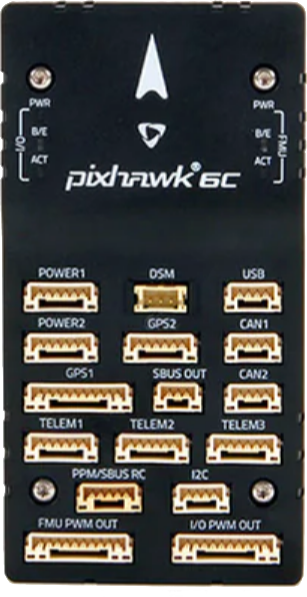 PWR PWR
I/O B/E B/E FMU
ACT ACT
pixhawk® 6C
POWER1 DSM USB
POWER2 GPS2 CAN1
GPS1 SBUS OUT CAN2
TELEM1 TELEM2 TELEM3
PPM/SBUS RC I2C
FMU PWM OUT I/O PWM OUT